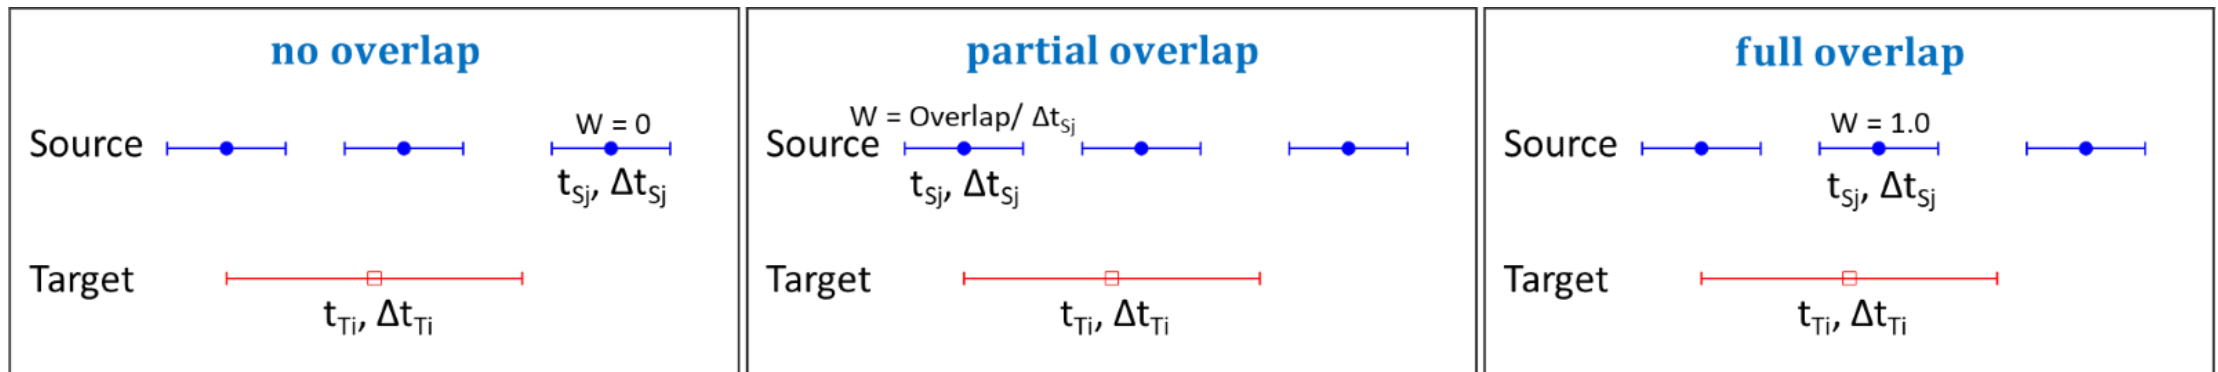 no overlap
W = 0
Source
tSj, ΔtSj
Target
tTi, ΔtTi
partial overlap
W = Overlap/ ΔtSj
Source
tSj, ΔtSj
Target
tTi, ΔtTi
full overlap
W = 1.0
Source
tSj, ΔtSj
Target
tTi, ΔtTi